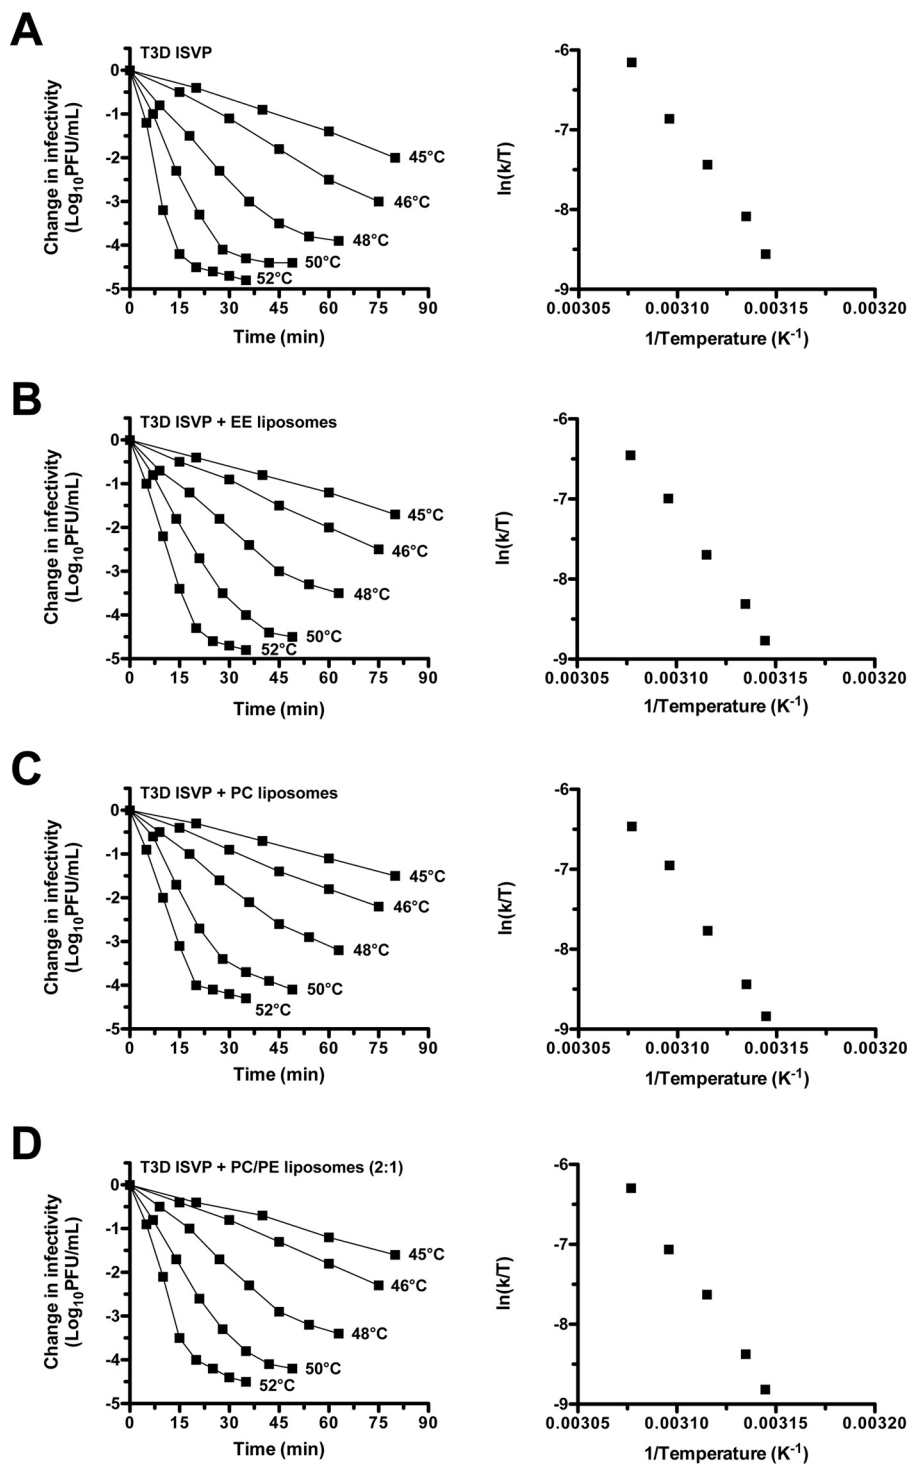 A
T3D ISVP
Change in infectivity
(Log10PFU/mL)
0
-1
-2
-3
-4
-5
45°C
46°C
48°C
50°C
52°C
0 15 30 45 60 75 90
Time (min)
ln(k/T)
-6
-7
-8
-9
0.00305 0.00310 0.00315 0.00320
1/Temperature (K-1)
B
T3D ISVP + EE liposomes
Change in infectivity
(Log10PFU/mL)
0
-1
-2
-3
-4
-5
45°C
46°C
48°C
50°C
52°C
0 15 30 45 60 75 90
Time (min)
ln(k/T)
-6
-7
-8
-9
0.00305 0.00310 0.00315 0.00320
1/Temperature (K-1)
C
T3D ISVP + PC liposomes
Change in infectivity
(Log10PFU/mL)
0
-1
-2
-3
-4
-5
45°C
46°C
48°C
50°C
52°C
0 15 30 45 60 75 90
Time (min)
ln(k/T)
-6
-7
-8
-9
0.00305 0.00310 0.00315 0.00320
1/Temperature (K-1)
D
T3D ISVP + PC/PE liposomes (2:1)
Change in infectivity
(Log10PFU/mL)
0
-1
-2
-3
-4
-5
45°C
46°C
48°C
50°C
52°C
0 15 30 45 60 75 90
Time (min)
ln(k/T)
-6
-7
-8
-9
0.00305 0.00310 0.00315 0.00320
1/Temperature (K-1)